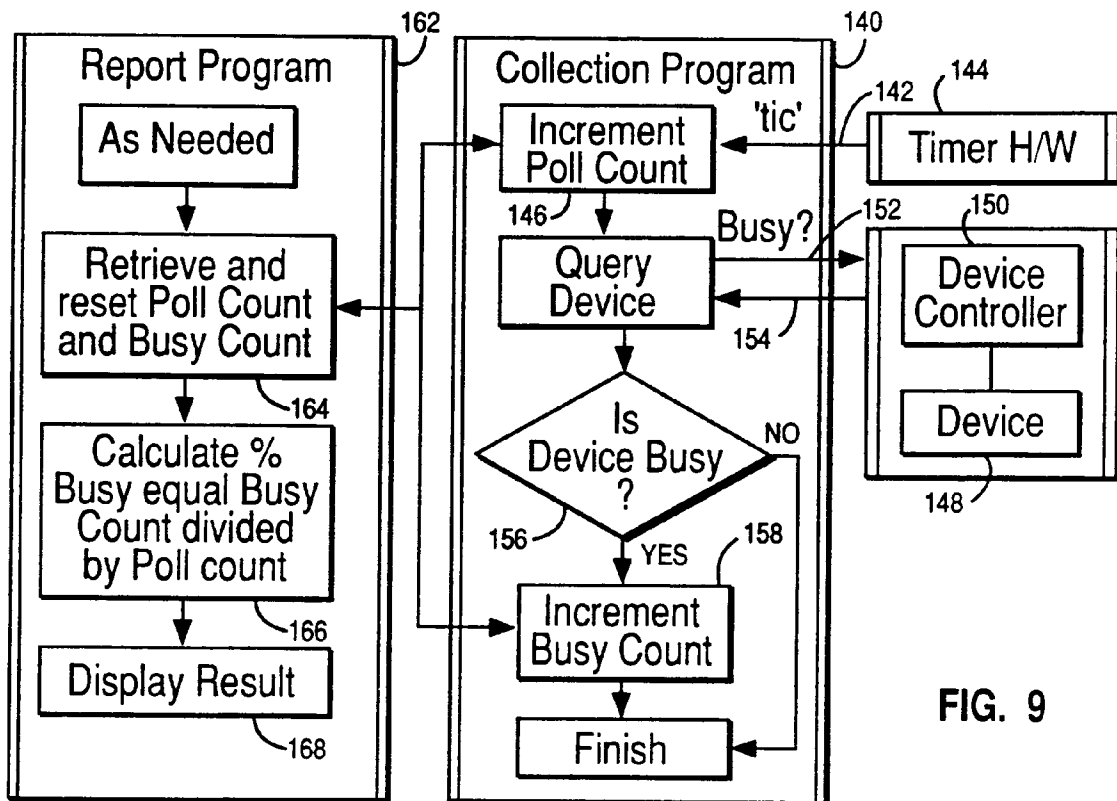 Report Program
162
As Needed
Retrieve and
reset Poll Count
and Busy Count
164
Calculate %
Busy equal Busy
Count divided
by Poll count
166
Display Result
168
Collection Program
140
'tic'
142
144
Increment
Poll Count
146
Timer H/W
Busy?
152
Query
Device
154
150
Device
Controller
Device
148
Is
Device Busy
?
NO
156
YES
158
Increment
Busy Count
Finish
FIG. 9